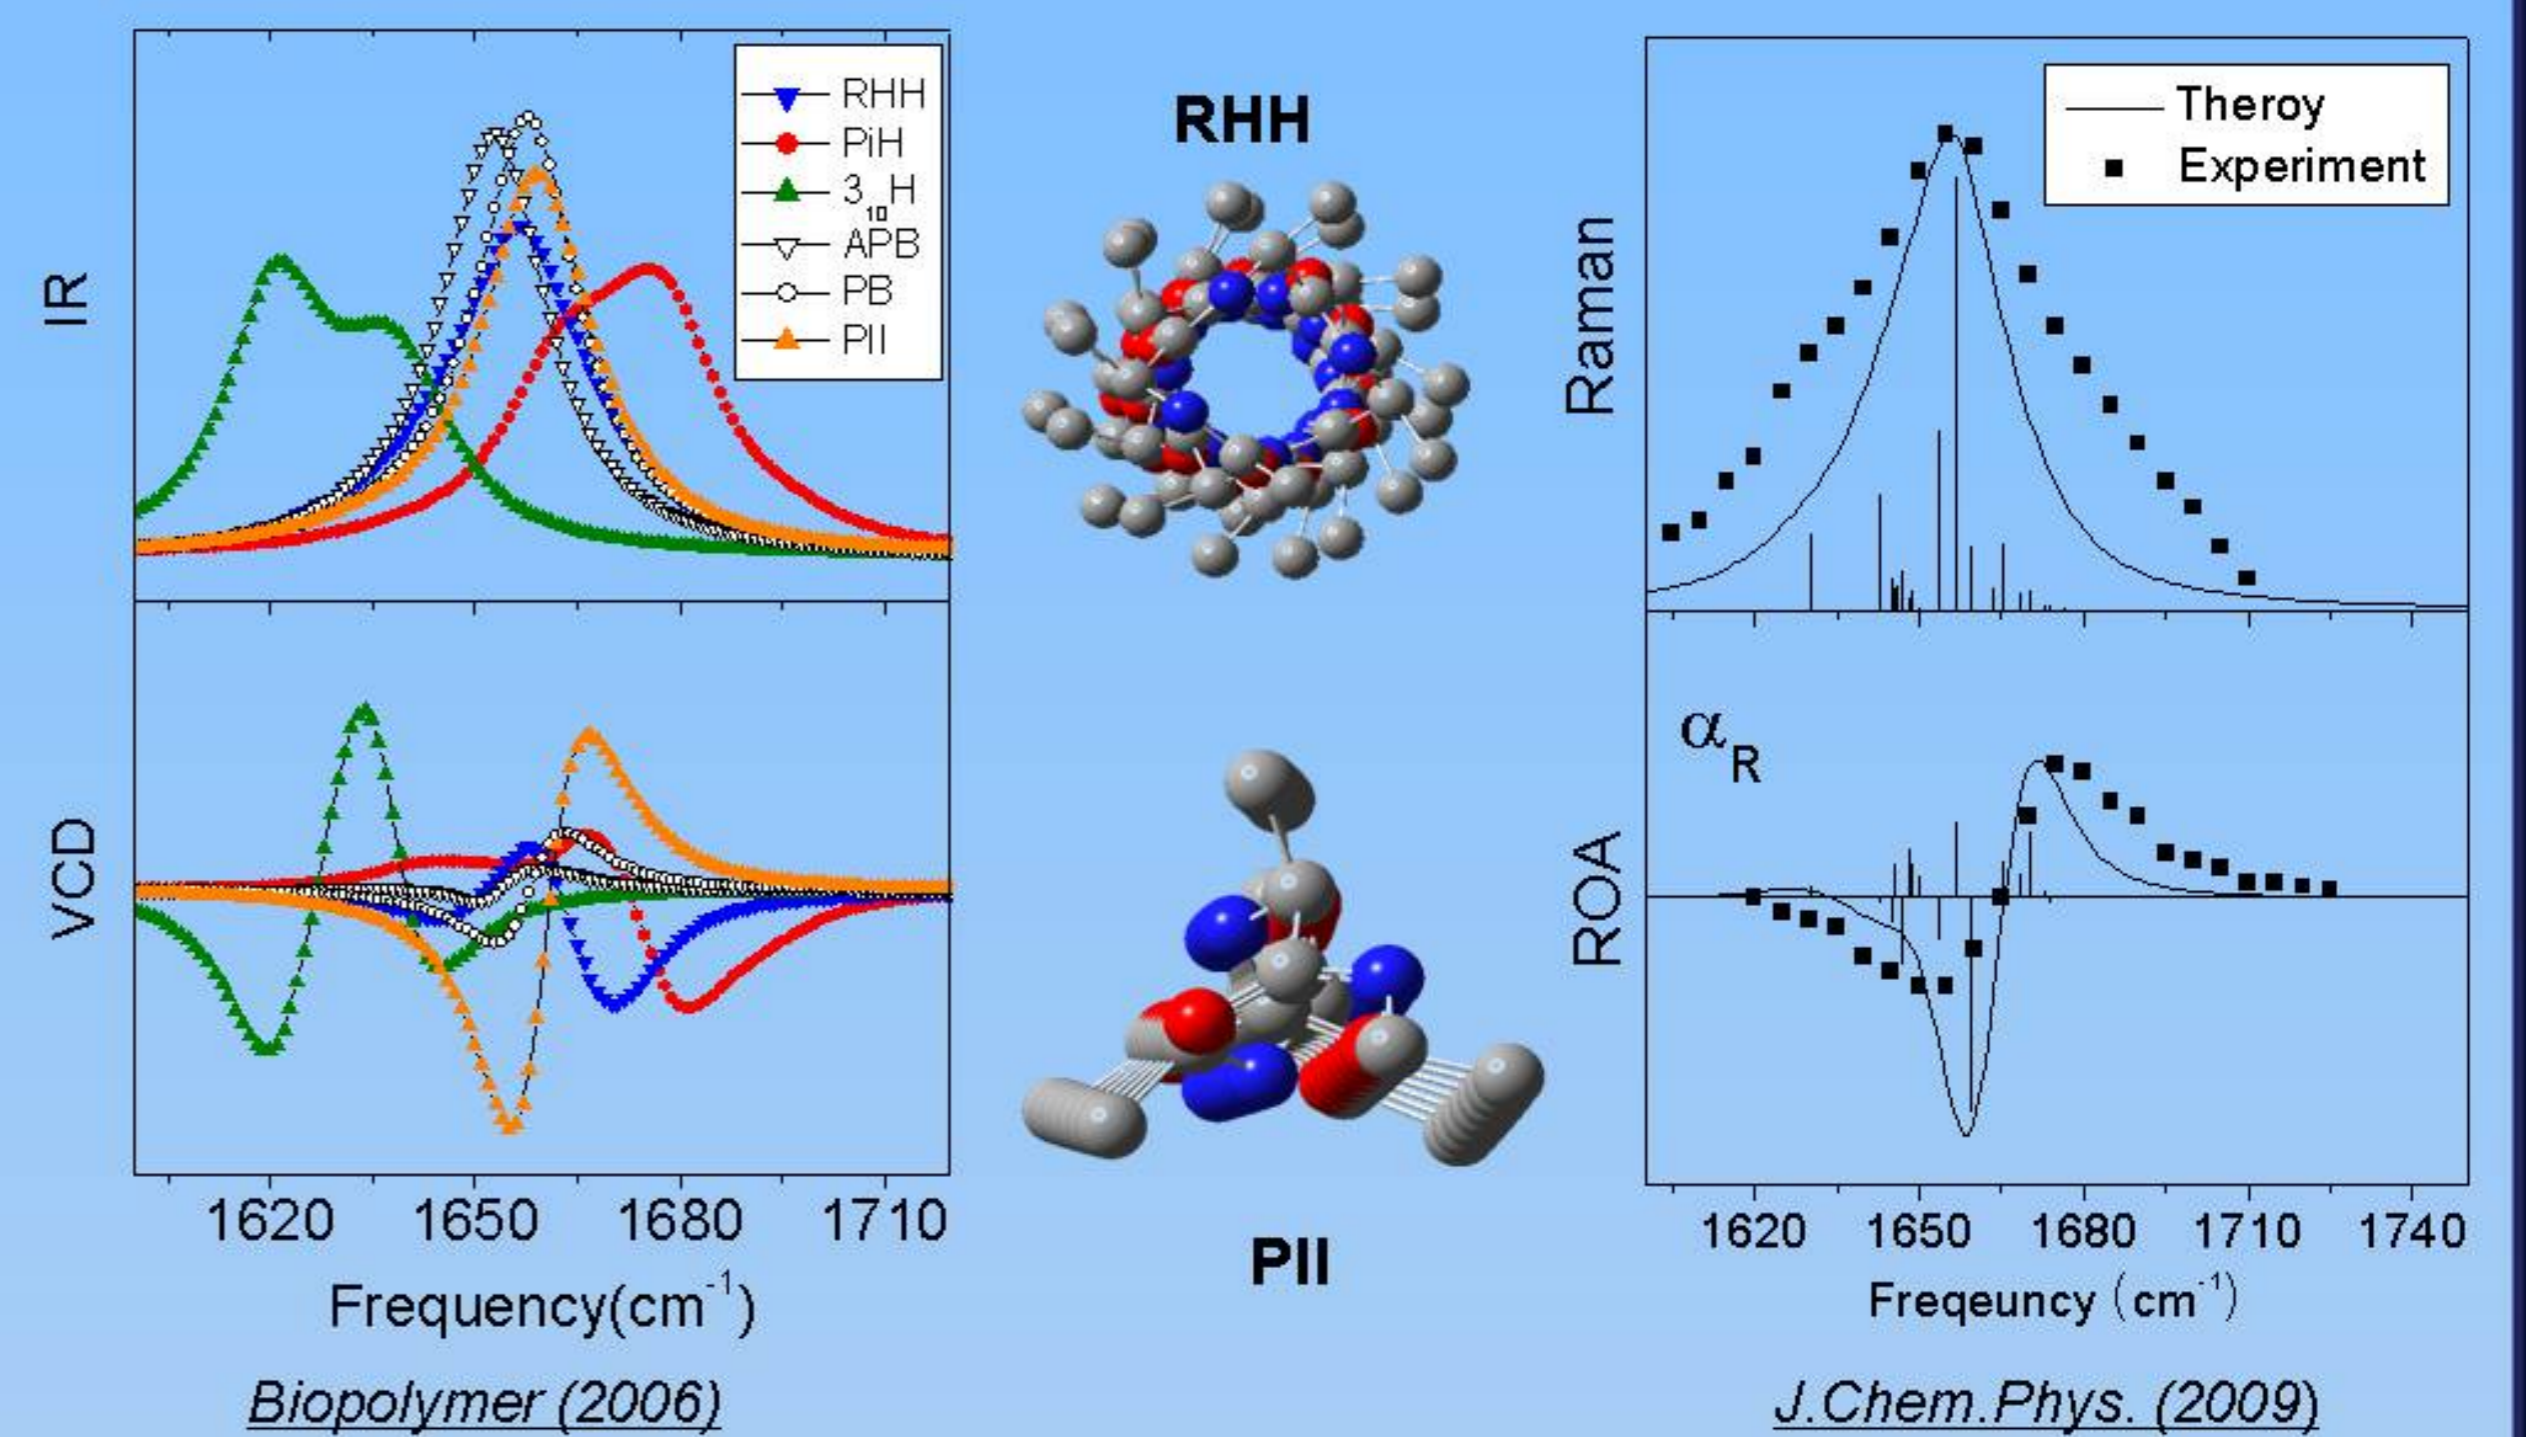 IR
RHH
PiH
3₁₀H
APB
PB
PII
VCD
1620 1650 1680 1710
Frequency(cm⁻¹)
Biopolymer (2006)
RHH
PII
Raman
Theroy
Experiment
α_R
ROA
1620 1650 1680 1710 1740
Freqeuncy (cm⁻¹)
J.Chem.Phys. (2009)